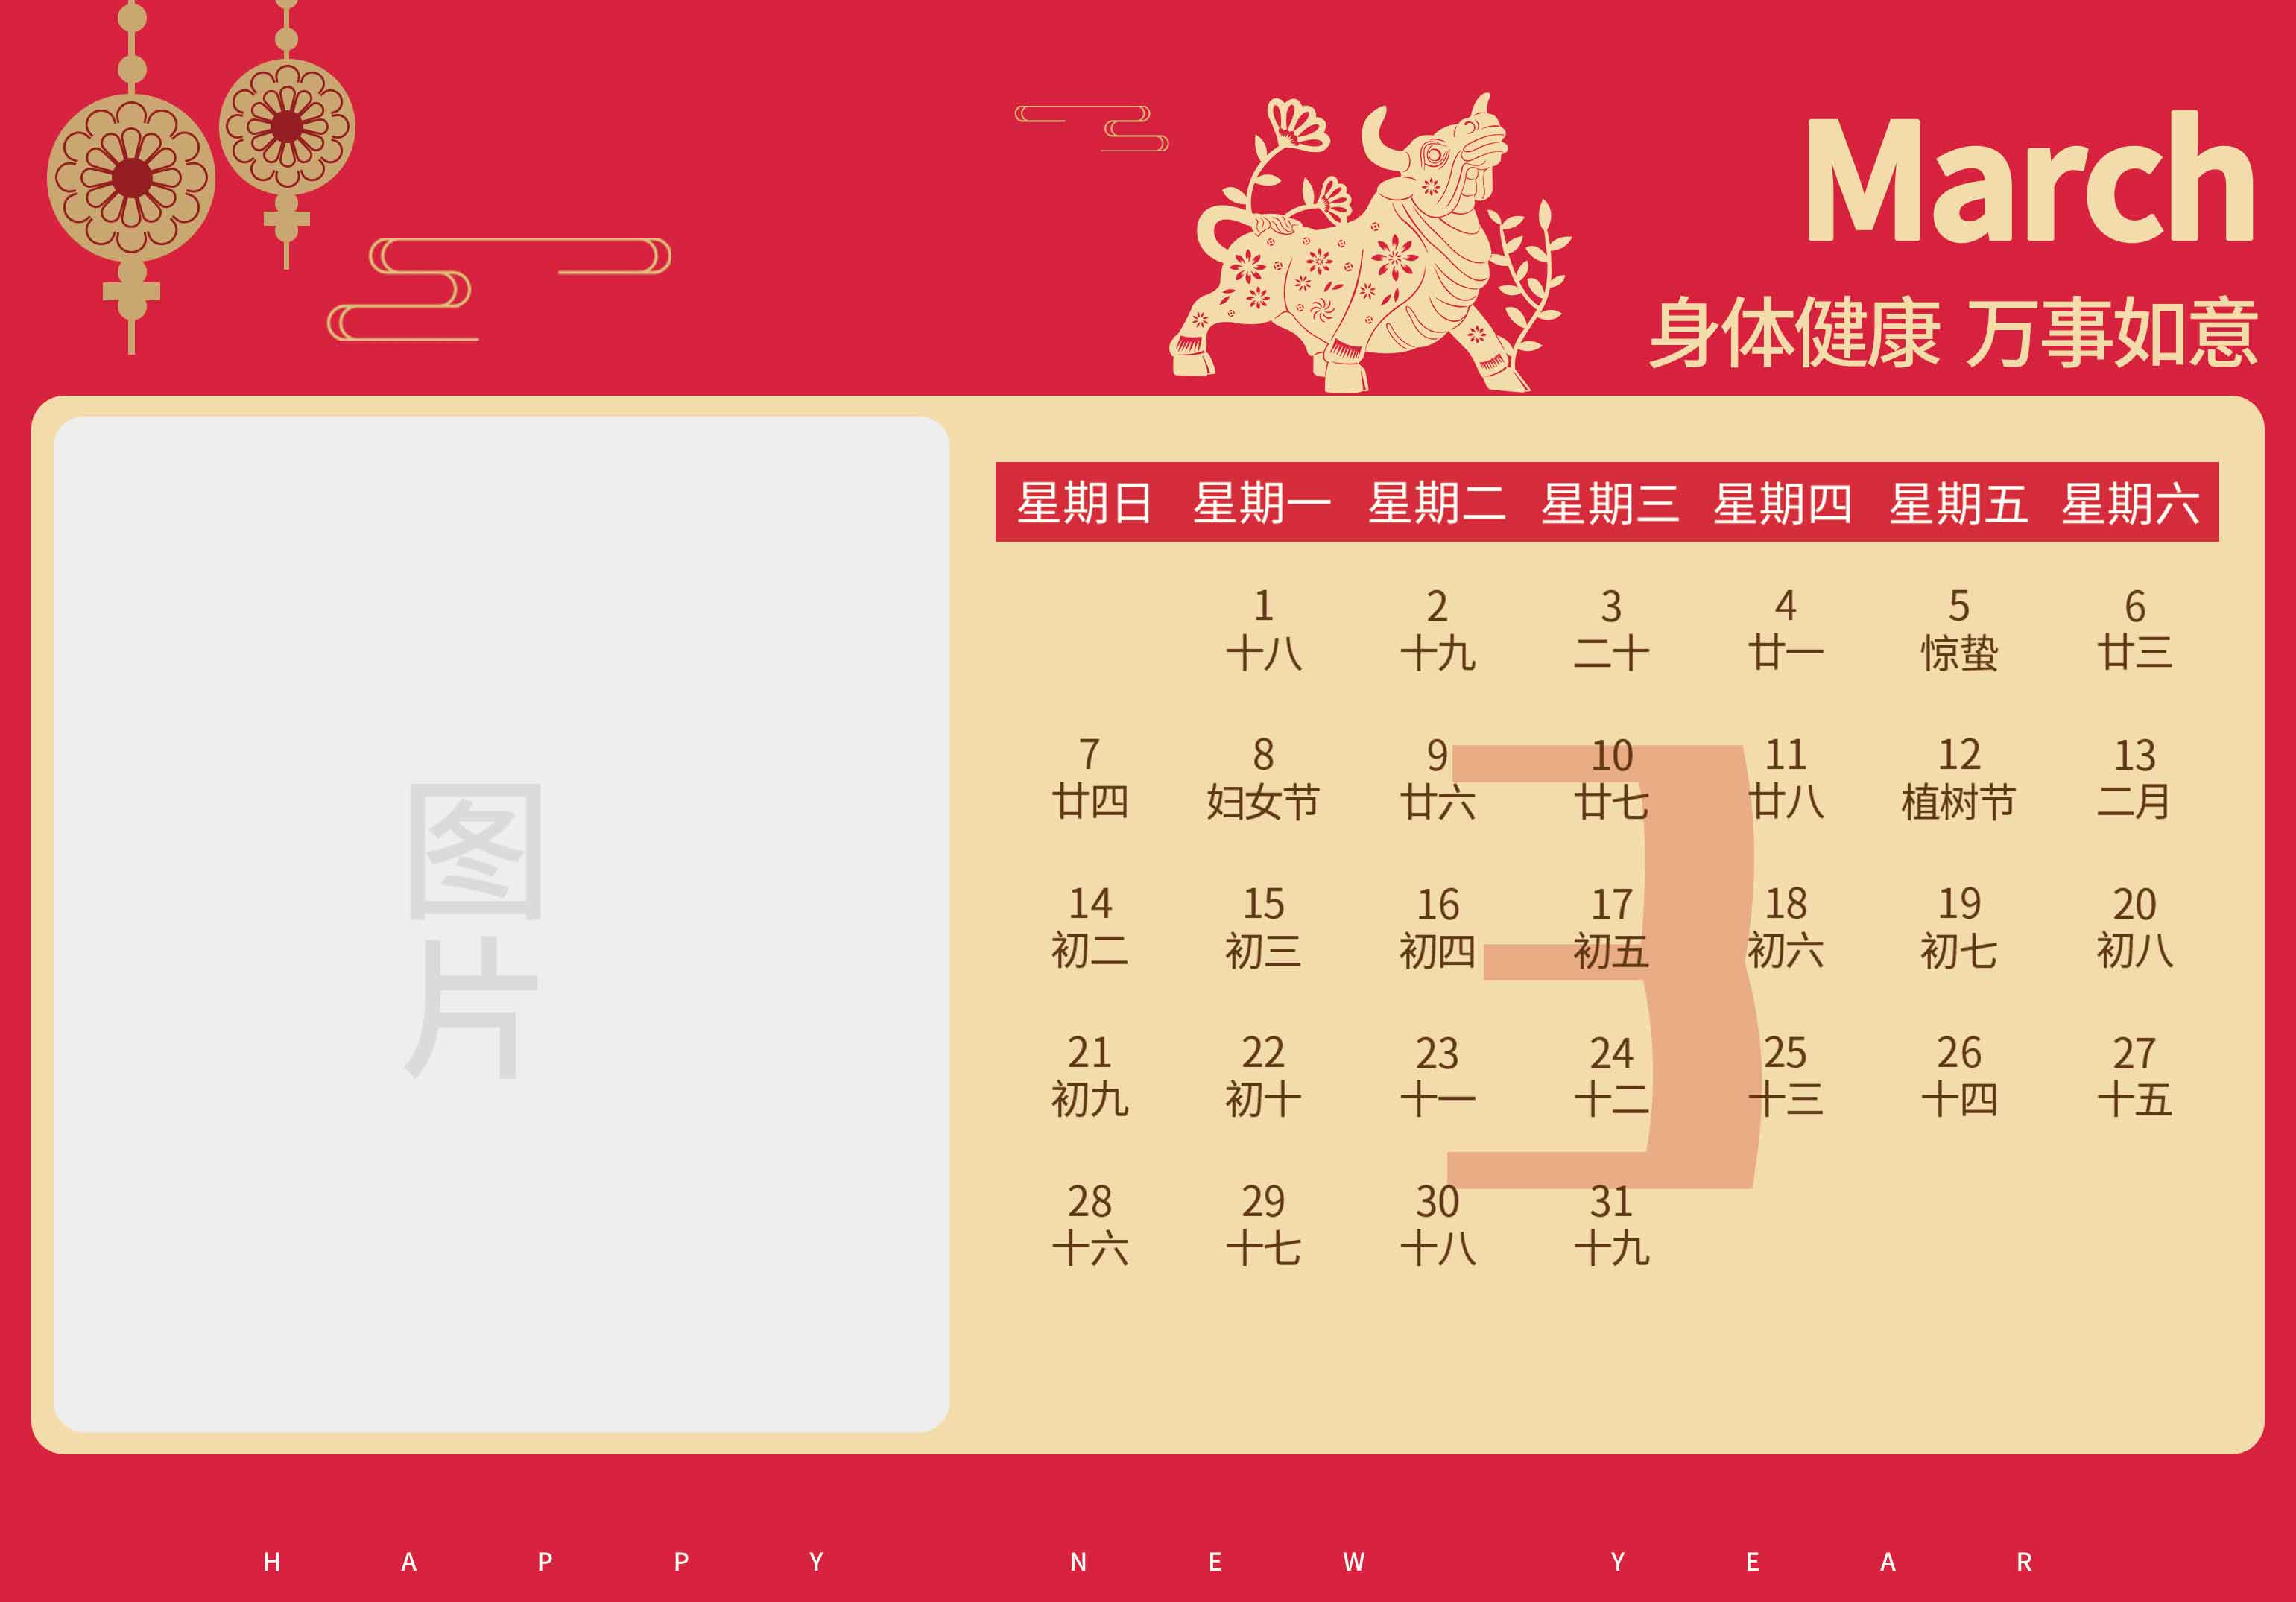 March
身体健康 万事如意
图
片
星期日 星期一 星期二 星期三 星期四 星期五 星期六
1 2 3 4 5 6
十八 十九 二十 廿一 惊蛰 廿三
7 8 9 10 11 12 13
廿四 妇女节 廿六 廿七 廿八 植树节 二月
14 15 16 17 18 19 20
初二 初三 初四 初五 初六 初七 初八
21 22 23 24 25 26 27
初九 初十 十一 十二 十三 十四 十五
28 29 30 31
十六 十七 十八 十九
3
HAPPY NEW YEAR